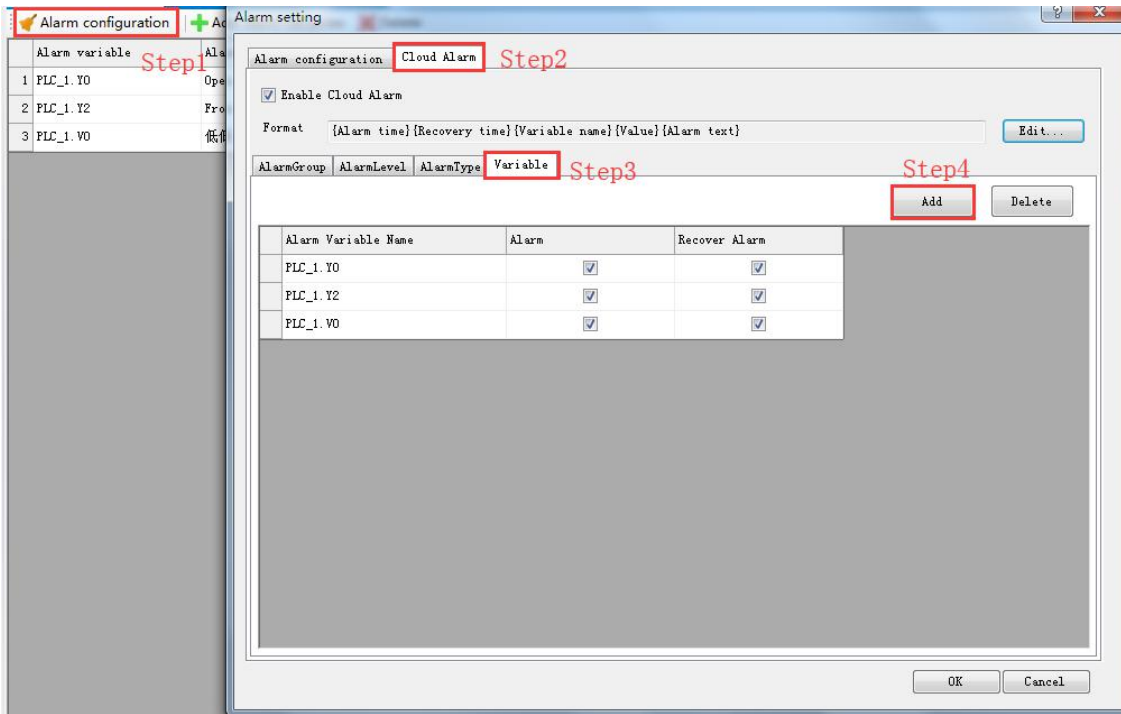 Alarm configuration
Alarm setting
Alarm variable
Step1
1 PLC_1.Y0
2 PLC_1.Y2
3 PLC_1.V0
Alarm configuration Cloud Alarm Step2
Enable Cloud Alarm
Format {Alarm time}{Recovery time}{Variable name}{Value}{Alarm text} Edit...
AlarmGroup AlarmLevel AlarmType Variable Step3
Step4
Add Delete
Alarm Variable Name Alarm Recover Alarm
PLC_1.Y0
PLC_1.Y2
PLC_1.V0
OK Cancel